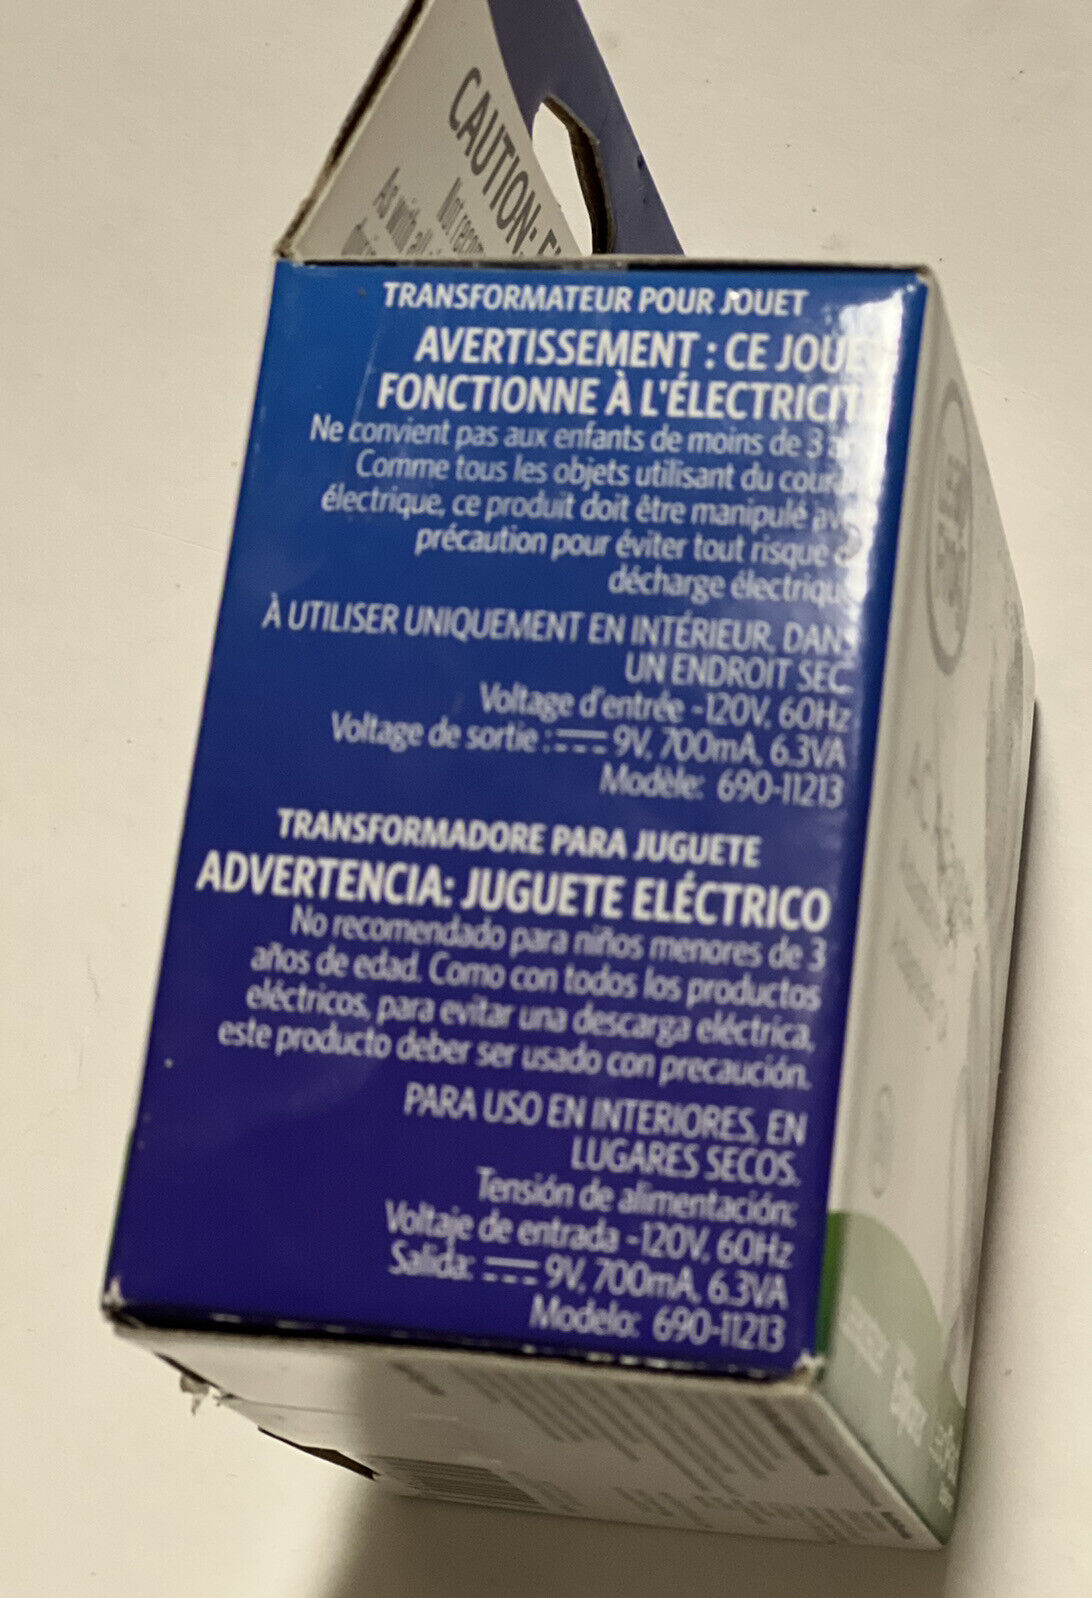 CAUTION:
Not
As with all
TRANSFORMATEUR POUR JOUET
AVERTISSEMENT : CE JOUE
FONCTIONNE À L'ÉLECTRICIT
Ne convient pas aux enfants de moins de 3
Comme tous les objets utilisant du
électrique, ce produit doit être manipulé
précaution pour éviter tout risque
décharge électriqu
À UTILISER UNIQUEMENT EN INTÉRIEUR, DANS
UN ENDROIT SEC.
Voltage d'entrée -120V, 60Hz
Voltage de sortie : 9V, 700mA, 6.3VA
Modèle: 690-11213
TRANSFORMADORE PARA JUGUETE
ADVERTENCIA: JUGUETE ELÉCTRICO
No recomendado para niños menores de 3
años de edad. Como con todos los productos
eléctricos, para evitar una descarga eléctrica,
este producto deber ser usado con precaución.
PARA USO EN INTERIORES, EN
LUGARES SECOS.
Tensión de alimentación:
Voltaje de entrada -120V, 60Hz
Salida: 9V, 700mA, 6.3VA
Modelo: 690-11213